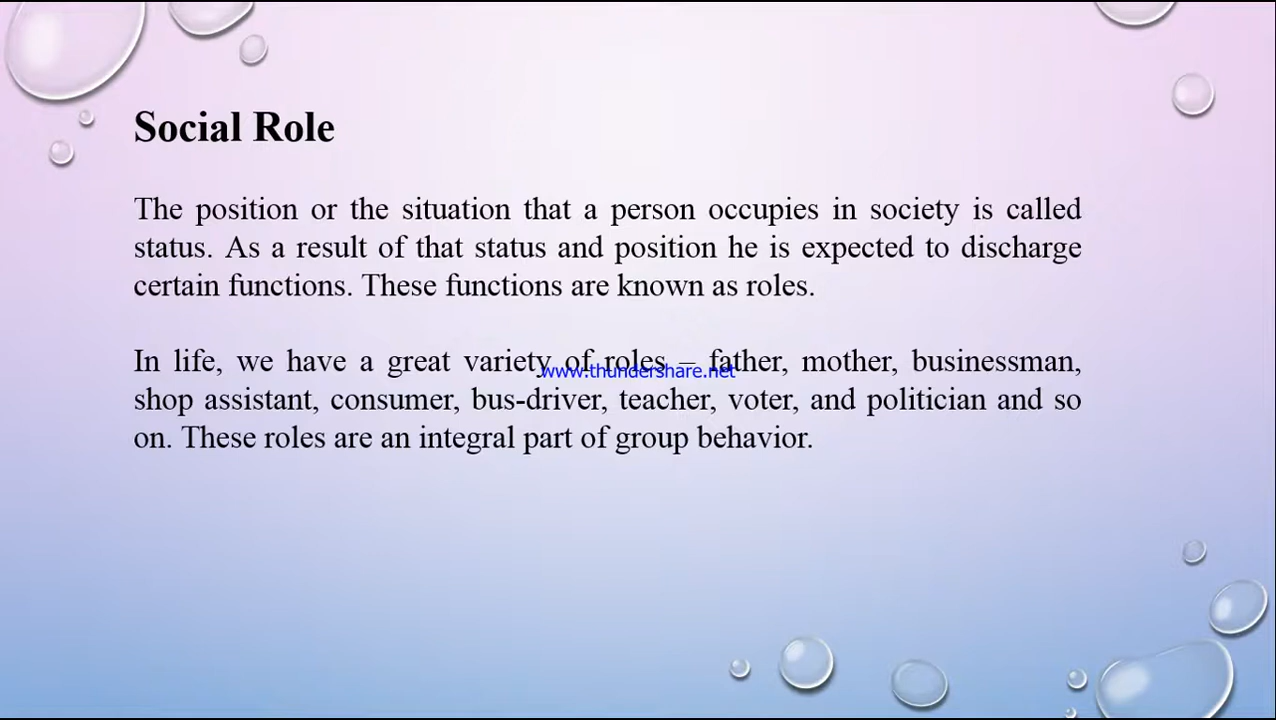 Social Role
The position or the situation that a person occupies in society is called
status. As a result of that status and position he is expected to discharge
certain functions. These functions are known as roles.
In life, we have a great variety of roles – father, mother, businessman,
www.thundershare.net
shop assistant, consumer, bus-driver, teacher, voter, and politician and so
on. These roles are an integral part of group behavior.